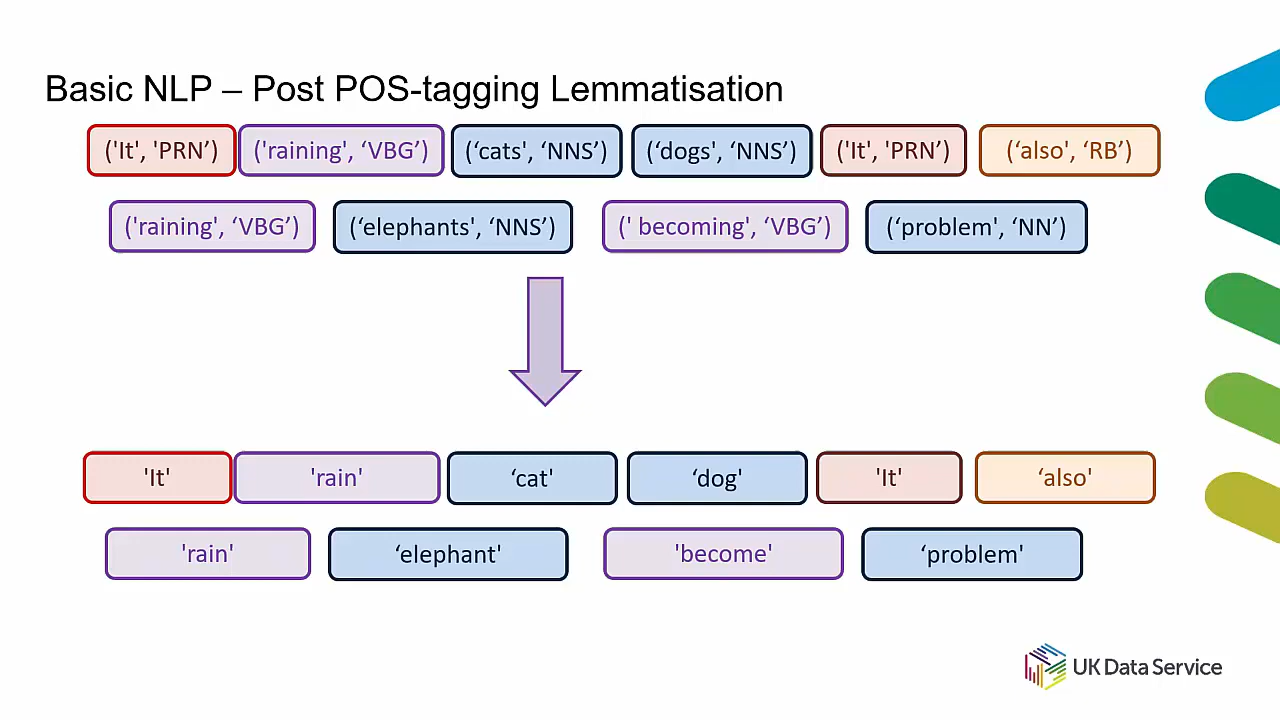 Basic NLP – Post POS-tagging Lemmatisation
('It', 'PRN’) ('raining', ‘VBG’) (‘cats', ‘NNS’) (‘dogs', ‘NNS’) ('It', 'PRN’) (‘also', ‘RB’)
('raining', ‘VBG’) (‘elephants', ‘NNS’) (' becoming', ‘VBG’) (‘problem', ‘NN’)
'It' 'rain' ‘cat' ‘dog' 'It' ‘also'
'rain' ‘elephant' 'become' ‘problem'
UK Data Service